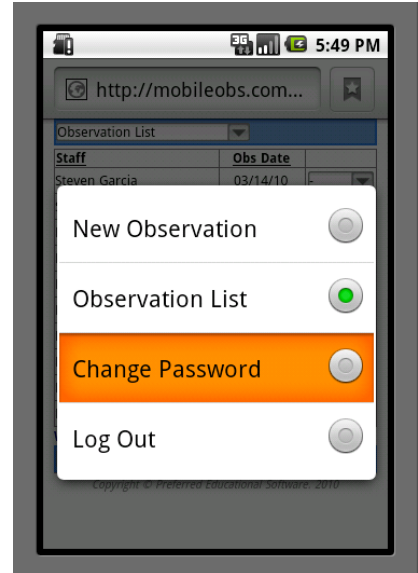 3G 5:49 PM
http://mobileobs.com...
Observation List
Staff Obs Date
Steven Garcia 03/14/10 -
New Observation
Observation List
Change Password
Log Out
Copyright © Preferred Educational Software. 2010